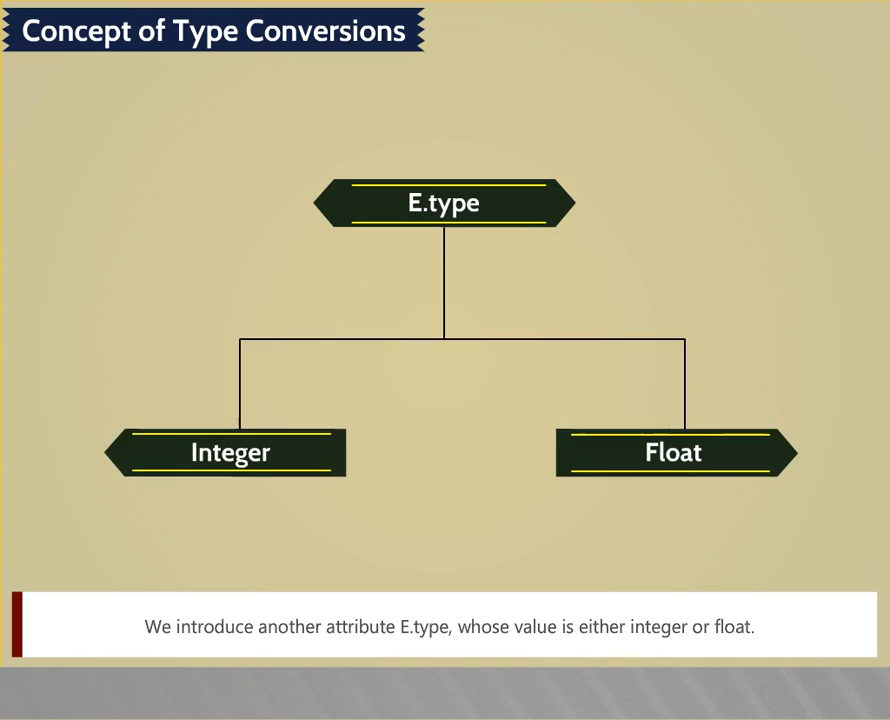 Concept of Type Conversions
E.type
Integer
Float
We introduce another attribute E.type, whose value is either integer or float.